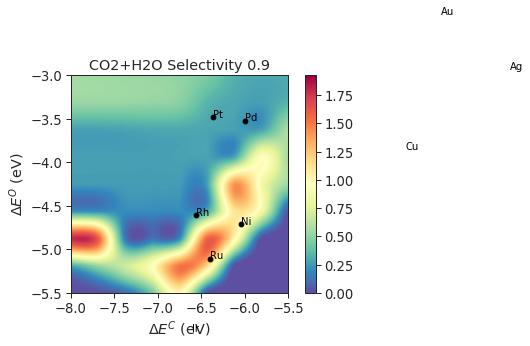 Au
CO2+H2O Selectivity 0.9
Ag
−3.0
−3.5
−4.0
−4.5
−5.0
−5.5
ΔE^O (eV)
Pt
Pd
Cu
Rh
Ni
Ru
−8.0 −7.5 −7.0 −6.5 −6.0 −5.5
ΔE^C (eV)
1.75
1.50
1.25
1.00
0.75
0.50
0.25
0.00